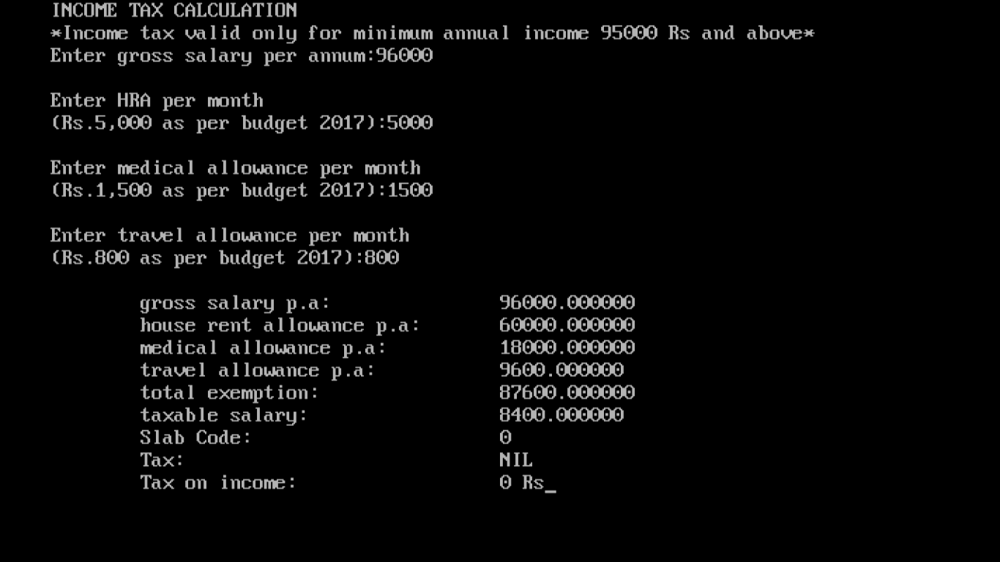 INCOME TAX CALCULATION
*Income tax valid only for minimum annual income 95000 Rs and above*
Enter gross salary per annum:96000
Enter HRA per month
(Rs.5,000 as per budget 2017):5000
Enter medical allowance per month
(Rs.1,500 as per budget 2017):1500
Enter travel allowance per month
(Rs.800 as per budget 2017):800
gross salary p.a: 96000.000000
house rent allowance p.a: 60000.000000
medical allowance p.a: 18000.000000
travel allowance p.a: 9600.000000
total exemption: 87600.000000
taxable salary: 8400.000000
Slab Code: 0
Tax: NIL
Tax on income: 0 Rs_